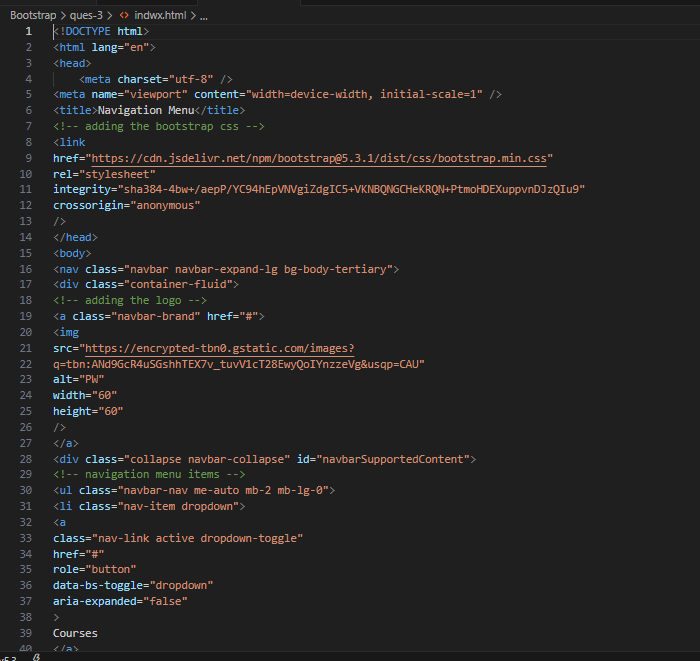 Bootstrap > ques-3 > <> indwx.html > ...
1 <!DOCTYPE html>
2 <html lang="en">
3 <head>
4 <meta charset="utf-8" />
5 <meta name="viewport" content="width=device-width, initial-scale=1" />
6 <title>Navigation Menu</title>
7 <!-- adding the bootstrap css -->
8 <link
9 href="https://cdn.jsdelivr.net/npm/bootstrap@5.3.1/dist/css/bootstrap.min.css"
10 rel="stylesheet"
11 integrity="sha384-4bw+/aepP/YC94hEpVNVgiZdgIC5+VKNBQNGCHeKRQN+PtmoHDEXuppvnDJzQIu9"
12 crossorigin="anonymous"
13 />
14 </head>
15 <body>
16 <nav class="navbar navbar-expand-lg bg-body-tertiary">
17 <div class="container-fluid">
18 <!-- adding the logo -->
19 <a class="navbar-brand" href="#">
20 <img
21 src="https://encrypted-tbn0.gstatic.com/images?
22 q=tbn:ANd9GcR4uSGshhTEX7v_tuvV1cT28EwyQoIYnzzeVg&usqp=CAU"
23 alt="PW"
24 width="60"
25 height="60"
26 />
27 </a>
28 <div class="collapse navbar-collapse" id="navbarSupportedContent">
29 <!-- navigation menu items -->
30 <ul class="navbar-nav me-auto mb-2 mb-lg-0">
31 <li class="nav-item dropdown">
32 <a
33 class="nav-link active dropdown-toggle"
34 href="#"
35 role="button"
36 data-bs-toggle="dropdown"
37 aria-expanded="false"
38 >
39 Courses
40 </a>